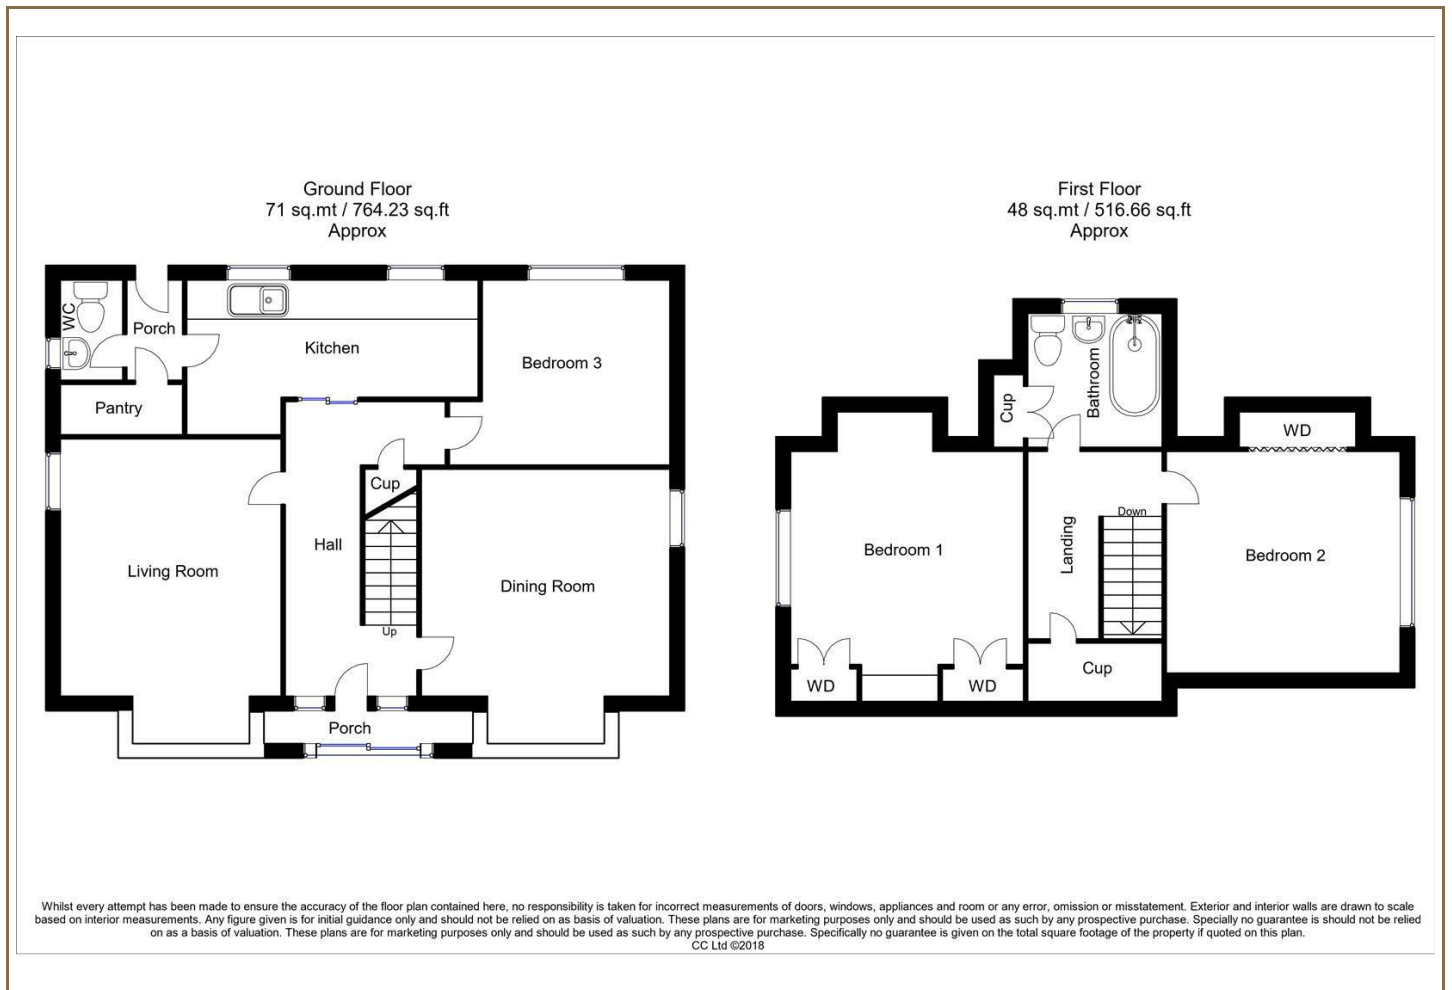 Ground Floor
71 sq.mt / 764.23 sq.ft
Approx
First Floor
48 sq.mt / 516.66 sq.ft
Approx
WC
Porch
Kitchen
Bedroom 3
Pantry
Cup
Hall
Living Room
Dining Room
Up
Porch
Bathroom
Cup
WD
Down
Landing
Bedroom 1
Bedroom 2
Cup
WD
WD
Whilst every attempt has been made to ensure the accuracy of the floor plan contained here, no responsibility is taken for incorrect measurements of doors, windows, appliances and room or any error, omission or misstatement. Exterior and interior walls are drawn to scale
based on interior measurements. Any figure given is for initial guidance only and should not be relied on as basis of valuation. These plans are for marketing purposes only and should be used as such by any prospective purchase. Specially no guarantee is should not be relied
on as a basis of valuation. These plans are for marketing purposes only and should be used as such by any prospective purchase. Specifically no guarantee is given on the total square footage of the property if quoted on this plan.
CC Ltd ©2018